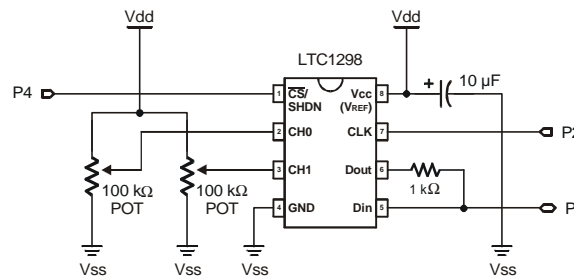 Vdd
Vdd
LTC1298
P4
1
CS/
SHDN
Vcc
(VREF)
8
+
10 µF
2
CH0
CLK
7
P2
3
CH1
Dout
6
1 kΩ
4
GND
Din
5
P
100 kΩ
POT
100 kΩ
POT
Vss
Vss
Vss
Vss